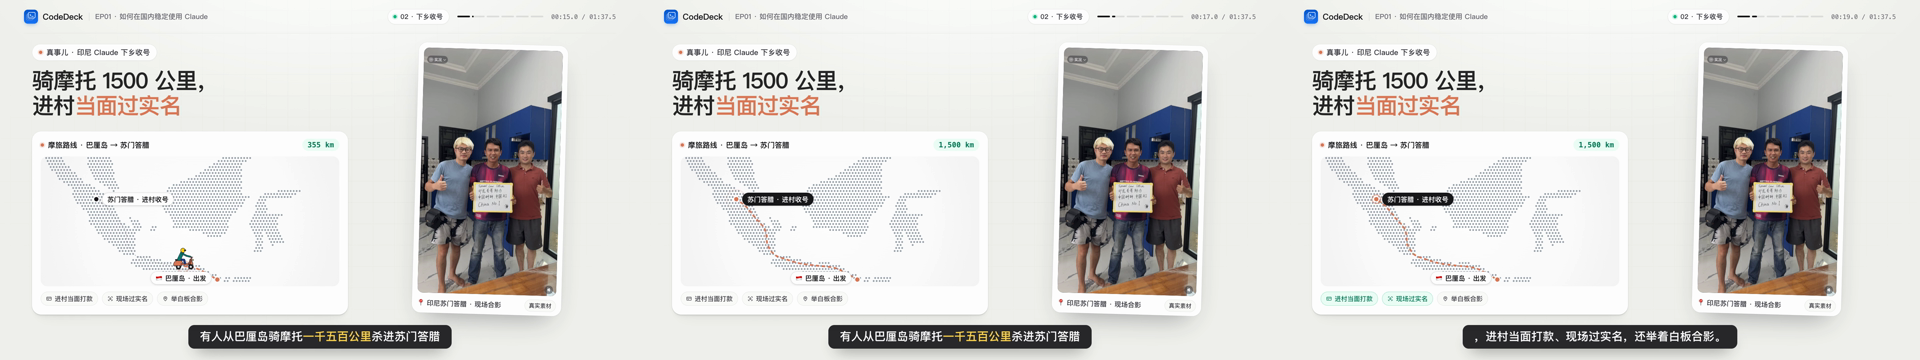 CodeDeck
EP01 · 如何在国内稳定使用 Claude
02 · 下乡收号
00:15.0 / 01:37.5
真事儿 · 印尼 Claude 下乡收号
骑摩托 1500 公里，
进村当面过实名
摩旅路线 · 巴厘岛 → 苏门答腊
355 km
苏门答腊 · 进村收号
巴厘岛 · 出发
进村当面打款
现场过实名
举白板合影
印尼苏门答腊 · 现场合影
真实素材
有人从巴厘岛骑摩托一千五百公里杀进苏门答腊
CodeDeck
EP01 · 如何在国内稳定使用 Claude
02 · 下乡收号
00:17.0 / 01:37.5
真事儿 · 印尼 Claude 下乡收号
骑摩托 1500 公里，
进村当面过实名
摩旅路线 · 巴厘岛 → 苏门答腊
1,500 km
苏门答腊 · 进村收号
巴厘岛 · 出发
进村当面打款
现场过实名
举白板合影
印尼苏门答腊 · 现场合影
真实素材
有人从巴厘岛骑摩托一千五百公里杀进苏门答腊
CodeDeck
EP01 · 如何在国内稳定使用 Claude
02 · 下乡收号
00:19.0 / 01:37.5
真事儿 · 印尼 Claude 下乡收号
骑摩托 1500 公里，
进村当面过实名
摩旅路线 · 巴厘岛 → 苏门答腊
1,500 km
苏门答腊 · 进村收号
巴厘岛 · 出发
进村当面打款
现场过实名
举白板合影
印尼苏门答腊 · 现场合影
真实素材
，进村当面打款、现场过实名，还举着白板合影。